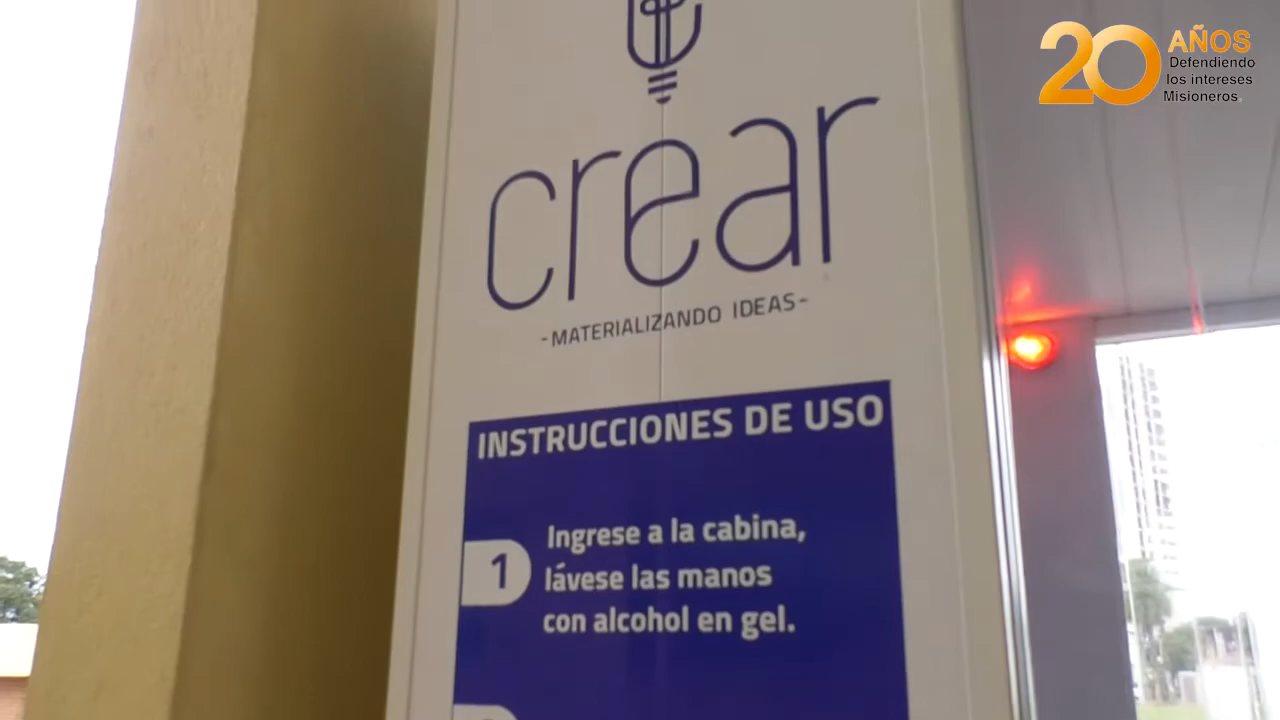 20 AÑOS
Defendiendo
los intereses
Misioneros
crear
-MATERIALIZANDO IDEAS-
INSTRUCCIONES DE USO
1
Ingrese a la cabina,
lávese las manos
con alcohol en gel.